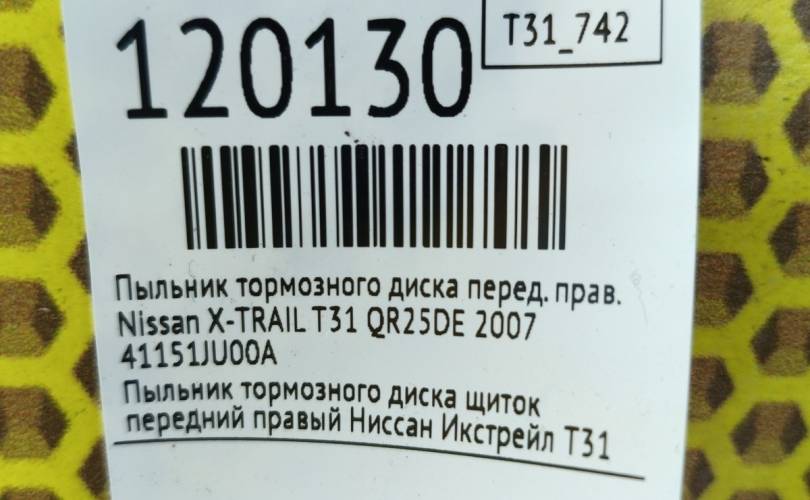 120130
T31_742
Пыльник тормозного диска перед. прав.
Nissan X-TRAIL T31 QR25DE 2007
41151JU00A
Пыльник тормозного диска щиток
передний правый Ниссан Икстрейл Т31